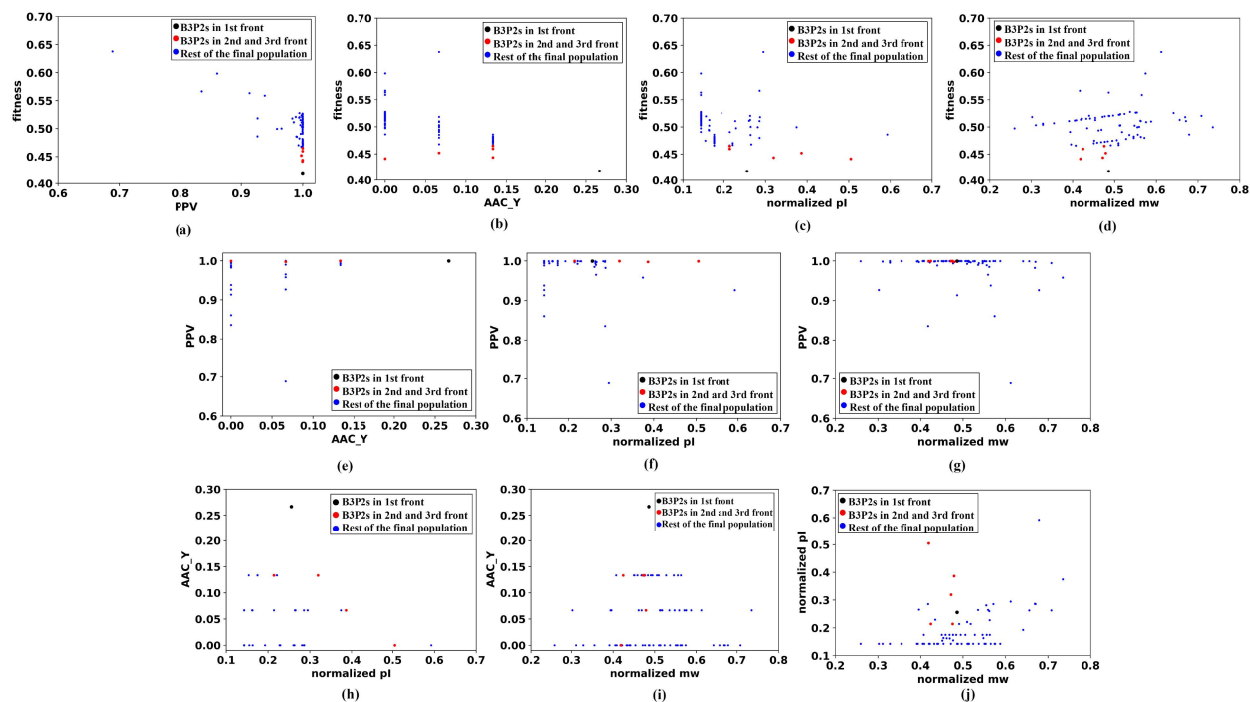 0.70
0.65
0.60
0.55
0.50
0.45
0.40
fitness
0.6 0.7 0.8 0.9 1.0
PPV
B3P2s in 1st front
B3P2s in 2nd and 3rd front
Rest of the final population
(a)
0.70
0.65
0.60
0.55
0.50
0.45
0.40
fitness
0.00 0.05 0.10 0.15 0.20 0.25 0.30
AAC_Y
B3P2s in 1st front
B3P2s in 2nd and 3rd front
Rest of the final population
(b)
0.70
0.65
0.60
0.55
0.50
0.45
0.40
fitness
0.1 0.2 0.3 0.4 0.5 0.6 0.7
normalized pI
B3P2s in 1st front
B3P2s in 2nd and 3rd front
Rest of the final population
(c)
0.70
0.65
0.60
0.55
0.50
0.45
0.40
fitness
0.2 0.3 0.4 0.5 0.6 0.7 0.8
normalized mw
B3P2s in 1st front
B3P2s in 2nd and 3rd front
Rest of the final population
(d)
1.0
0.9
0.8
0.7
0.6
PPV
0.00 0.05 0.10 0.15 0.20 0.25 0.30
AAC_Y
B3P2s in 1st front
B3P2s in 2nd and 3rd front
Rest of the final population
(e)
1.0
0.9
0.8
0.7
0.6
PPV
0.1 0.2 0.3 0.4 0.5 0.6 0.7
normalized pI
B3P2s in 1st front
B3P2s in 2nd and 3rd front
Rest of the final population
(f)
1.0
0.9
0.8
0.7
0.6
PPV
0.2 0.3 0.4 0.5 0.6 0.7 0.8
normalized mw
B3P2s in 1st front
B3P2s in 2nd and 3rd front
Rest of the final population
(g)
0.30
0.25
0.20
0.15
0.10
0.05
0.00
AAC_Y
0.1 0.2 0.3 0.4 0.5 0.6 0.7
normalized pI
B3P2s in 1st front
B3P2s in 2nd and 3rd front
Rest of the final population
(h)
0.30
0.25
0.20
0.15
0.10
0.05
0.00
AAC_Y
0.2 0.3 0.4 0.5 0.6 0.7 0.8
normalized mw
B3P2s in 1st front
B3P2s in 2nd and 3rd front
Rest of the final population
(i)
0.7
0.6
0.5
0.4
0.3
0.2
0.1
normalized pI
0.2 0.3 0.4 0.5 0.6 0.7 0.8
normalized mw
B3P2s in 1st front
B3P2s in 2nd and 3rd front
Rest of the final population
(j)